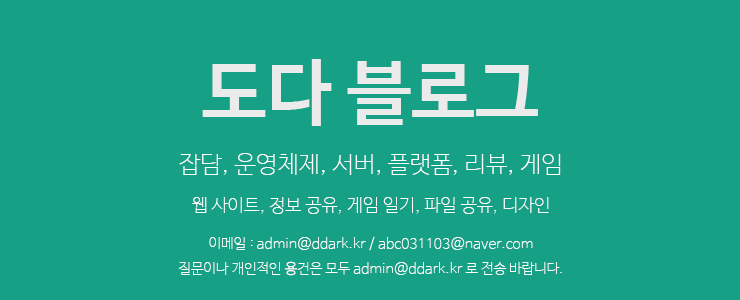 도다 블로그
잡담, 운영체제, 서버, 플랫폼, 리뷰, 게임
웹 사이트, 정보 공유, 게임 일기, 파일 공유, 디자인
이메일 : admin@ddark.kr / abc031103@naver.com
질문이나 개인적인 용건은 모두 admin@ddark.kr 로 전송 바랍니다.